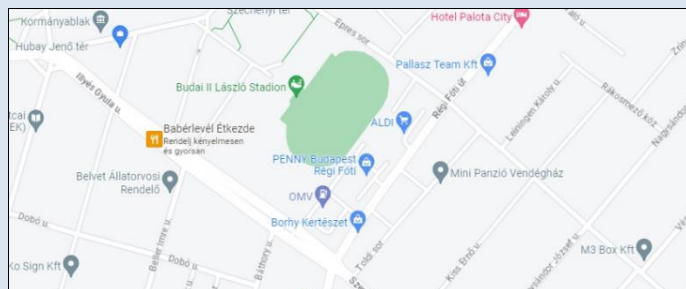 Széchenyi tér
Kormányablak
Hotel Palota City
Epres sor
Hubay Jenő tér
Pallasz Team Kft
Illyés Gyula u.
Budai II László Stadion
Régi Fóti út
Leiningen Károly u.
Rákosmező köz
Nagysándor
ALDI
Babérlevél Étkezde
Rendelj kényelmesen
és gyorsan
PENNY Budapest
Régi Fóti
Mini Panzió Vendégház
Belvet Állatorvosi
Rendelő
OMV
Borhy Kertészet
Dobó u.
Beller Imre u.
Dobó u.
Báthory u.
Toldi sor
Kiss Ernő u.
József u.
M3 Box Kft
Ko Sign Kft